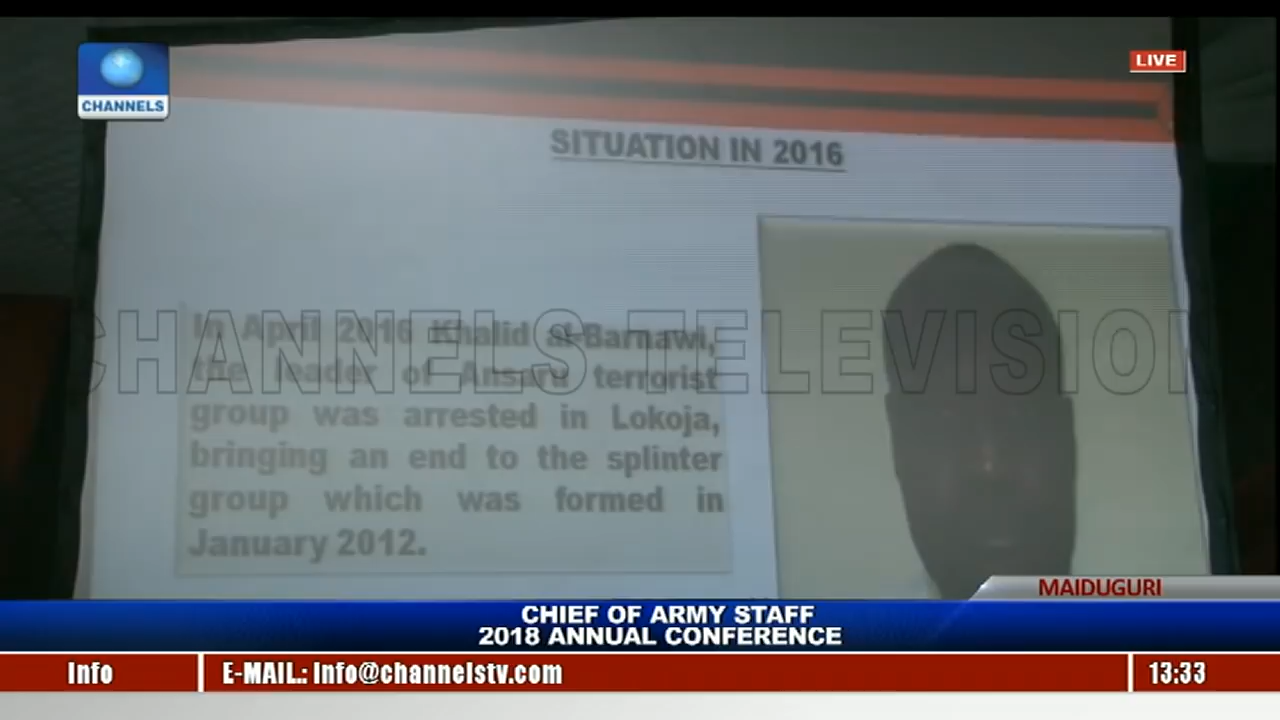 CHANNELS
LIVE
SITUATION IN 2016
CHANNELS TELEVISION
In April 2016 Khalid al-Barnawi,
the leader of Ansaru terrorist
group was arrested in Lokoja,
bringing an end to the splinter
group which was formed in
January 2012.
MAIDUGURI
CHIEF OF ARMY STAFF
2018 ANNUAL CONFERENCE
Info
E-MAIL.: Info@channelstv.com
13:33